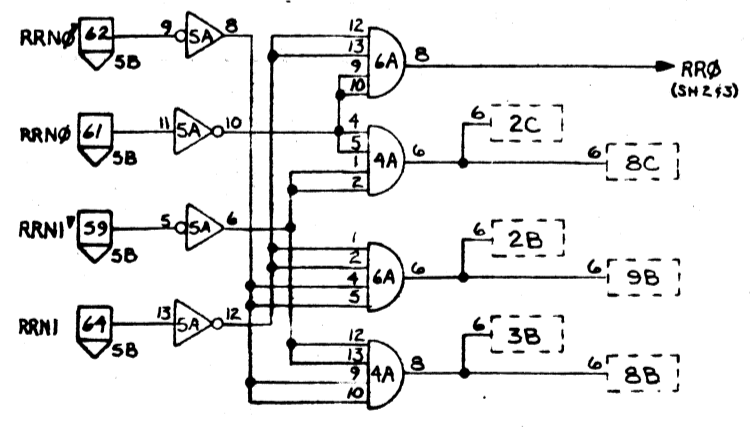 RRNØ' 62 9 5A 8
5B
RRNØ 61 11 5A 10
5B
RRN1' 59 5 5A 6
5B
RRN1 64 13 5A 12
5B
12
13
9
10
6A 8
RRØ
(SH 2 & 3)
4
5
1
2
4A 6
6 2C
6 8C
1
2
4
5
6A 6
6 2B
6 9B
12
13
9
10
4A 8
6 3B
6 8B